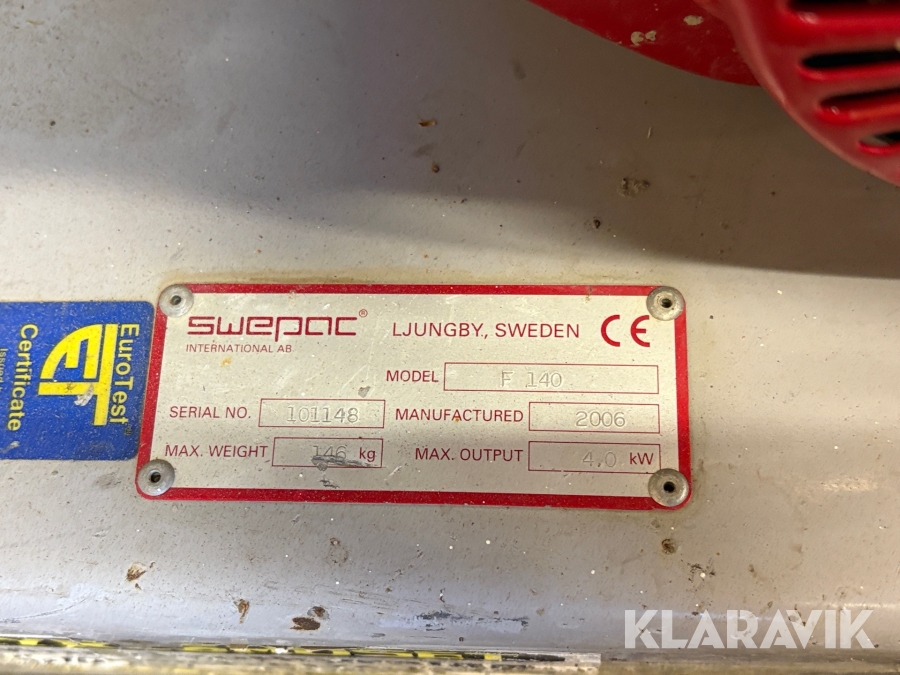 swepac®
INTERNATIONAL AB
LJUNGBY., SWEDEN CE
MODEL F 140
SERIAL NO. 101148 MANUFACTURED 2006
MAX. WEIGHT 146 kg MAX. OUTPUT 4.0 kW
EuroTest
Certificate
ET
KLARAVIK